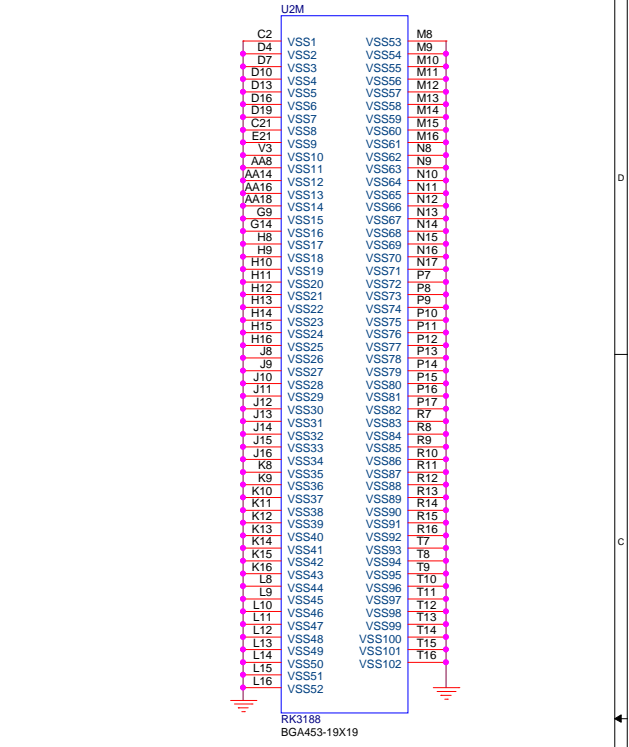 U2M
C2 VSS1 VSS53 M8
D4 VSS2 VSS54 M9
D7 VSS3 VSS55 M10
D10 VSS4 VSS56 M11
D13 VSS5 VSS57 M12
D16 VSS6 VSS58 M13
D19 VSS7 VSS59 M14
C21 VSS8 VSS60 M15
E21 VSS9 VSS61 M16
V3 VSS10 VSS62 N8
AA8 VSS11 VSS63 N9
AA14 VSS12 VSS64 N10
D
AA16 VSS13 VSS65 N11
AA18 VSS14 VSS66 N12
G9 VSS15 VSS67 N13
G14 VSS16 VSS68 N14
H8 VSS17 VSS69 N15
H9 VSS18 VSS70 N16
H10 VSS19 VSS71 N17
H11 VSS20 VSS72 P7
H12 VSS21 VSS73 P8
H13 VSS22 VSS74 P9
H14 VSS23 VSS75 P10
H15 VSS24 VSS76 P11
H16 VSS25 VSS77 P12
J8 VSS26 VSS78 P13
J9 VSS27 VSS79 P14
J10 VSS28 VSS80 P15
J11 VSS29 VSS81 P16
J12 VSS30 VSS82 P17
J13 VSS31 VSS83 R7
J14 VSS32 VSS84 R8
J15 VSS33 VSS85 R9
J16 VSS34 VSS86 R10
K8 VSS35 VSS87 R11
K9 VSS36 VSS88 R12
K10 VSS37 VSS89 R13
K11 VSS38 VSS90 R14
K12 VSS39 VSS91 R15
K13 VSS40 VSS92 R16
K14 VSS41 VSS93 T7
C
K15 VSS42 VSS94 T8
K16 VSS43 VSS95 T9
L8 VSS44 VSS96 T10
L9 VSS45 VSS97 T11
L10 VSS46 VSS98 T12
L11 VSS47 VSS99 T13
L12 VSS48 VSS100 T14
L13 VSS49 VSS101 T15
L14 VSS50 VSS102 T16
L15 VSS51
L16 VSS52
RK3188
BGA453-19X19